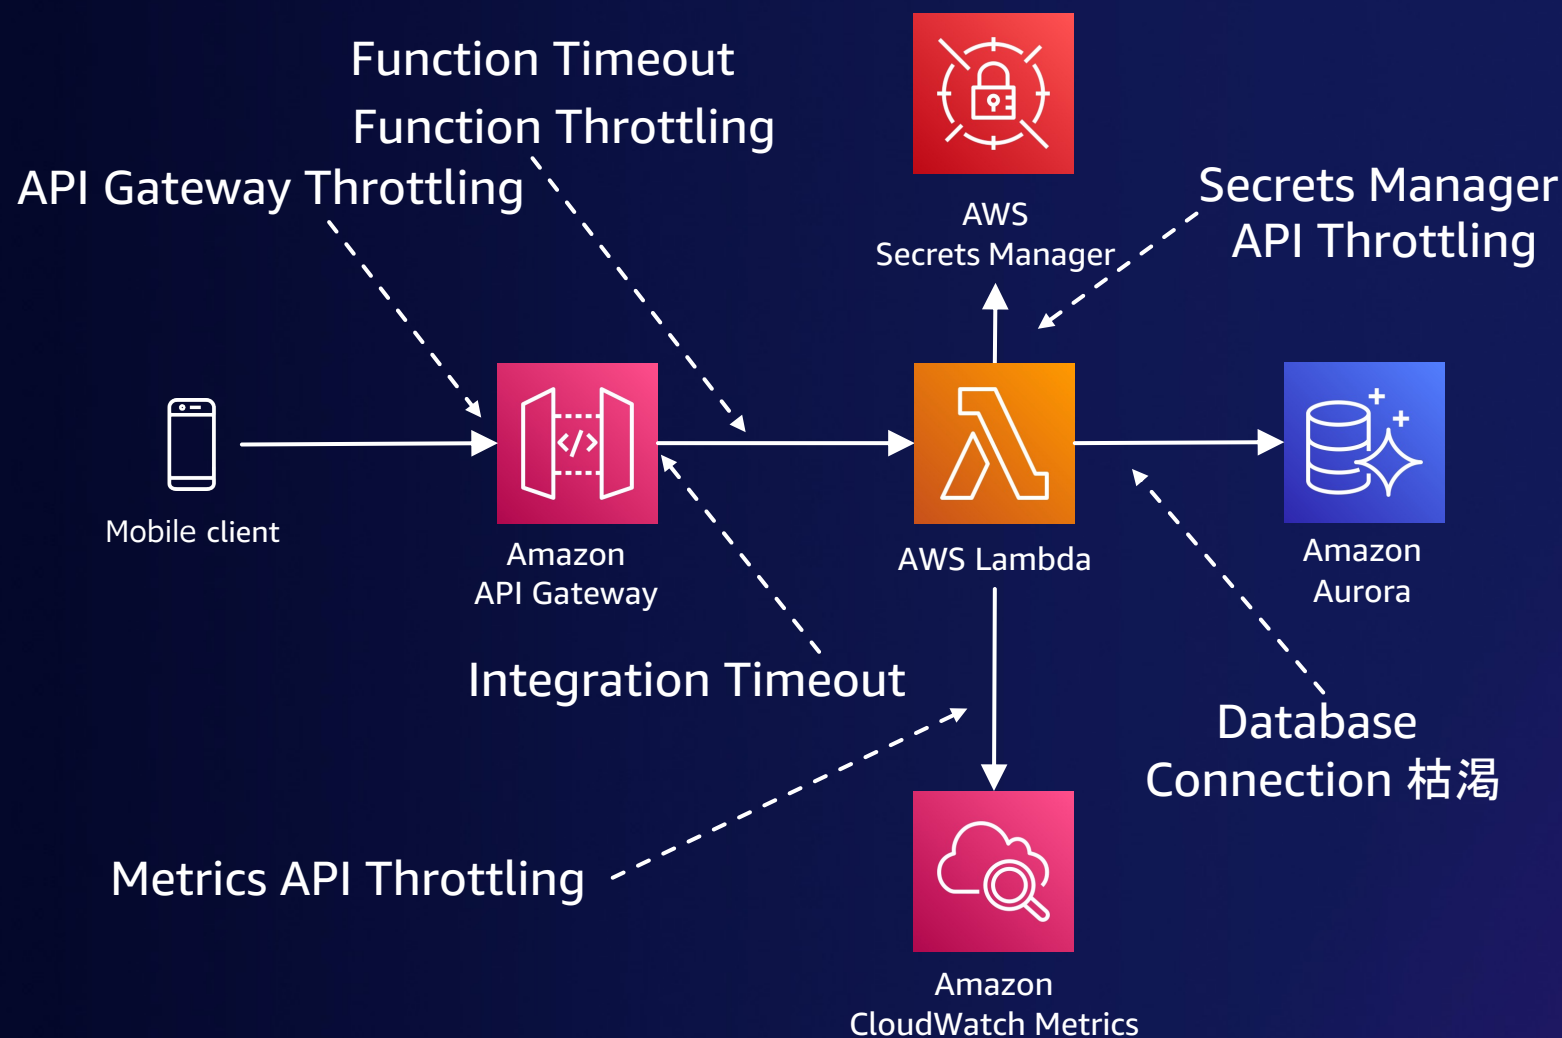 Function Timeout
Function Throttling
API Gateway Throttling
AWS
Secrets Manager
Secrets Manager
API Throttling
Mobile client
Amazon
API Gateway
AWS Lambda
Amazon
Aurora
Integration Timeout
Database
Connection 枯渇
Metrics API Throttling
Amazon
CloudWatch Metrics